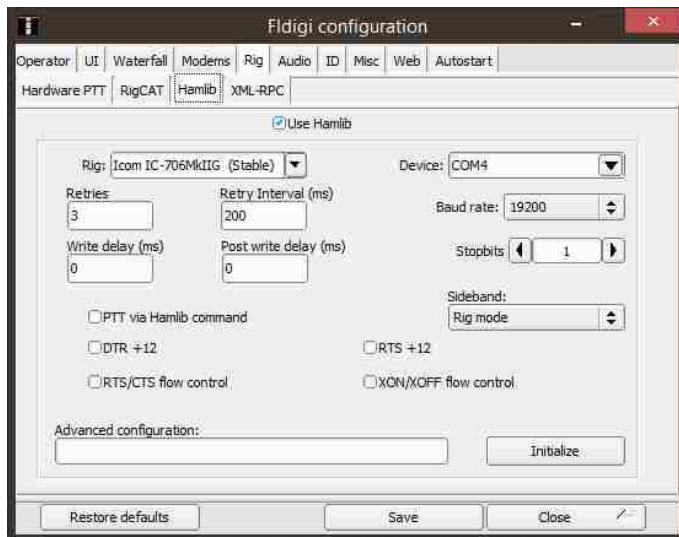 Fldigi configuration
Operator UI Waterfall Modems Rig Audio ID Misc Web Autostart
Hardware PTT RigCAT Hamlib XML-RPC
Use Hamlib
Rig: Icom IC-706MkIIG (Stable) Device: COM4
Retries Retry Interval (ms)
3 200 Baud rate: 19200
Write delay (ms) Post write delay (ms)
0 0 Stopbits 1
Sideband:
PTT via Hamlib command Rig mode
DTR +12 RTS +12
RTS/CTS flow control XON/XOFF flow control
Advanced configuration:
Initialize
Restore defaults Save Close